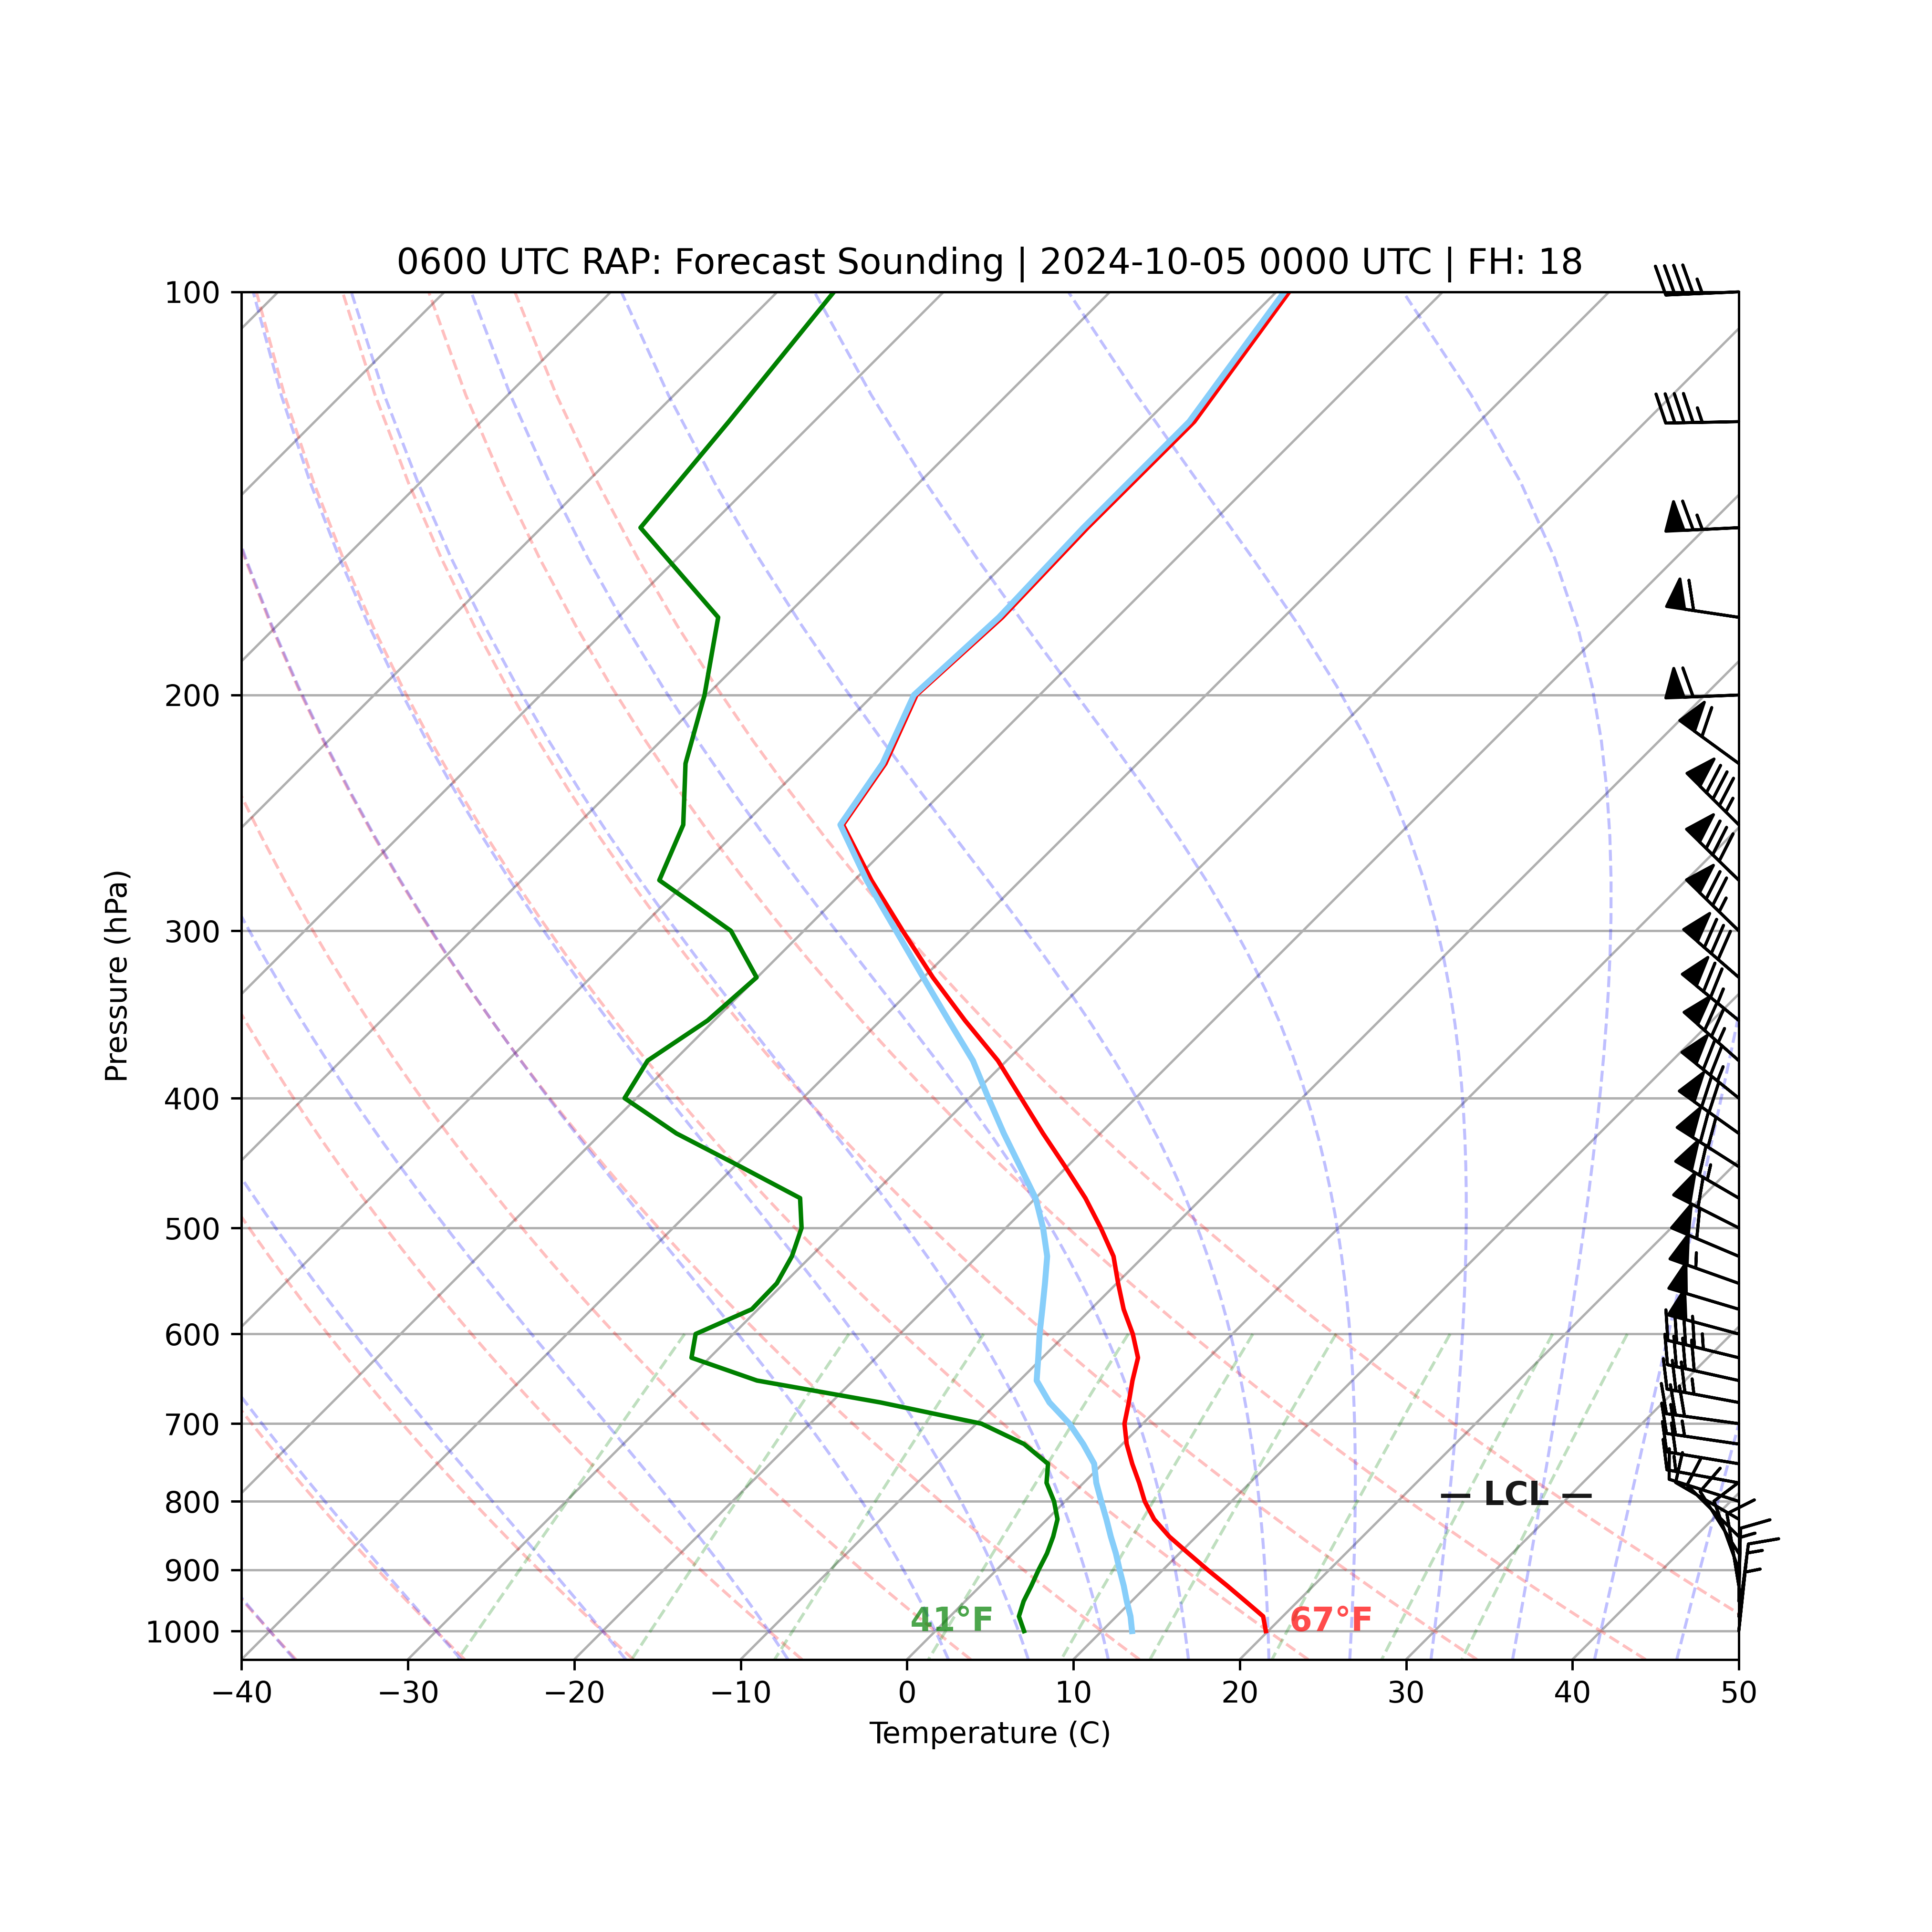 0600 UTC RAP: Forecast Sounding | 2024-10-05 0000 UTC | FH: 18
100
200
300
400
500
600
700
800
900
1000
Pressure (hPa)
— LCL —
41°F
67°F
−40 −30 −20 −10 0 10 20 30 40 50
Temperature (C)